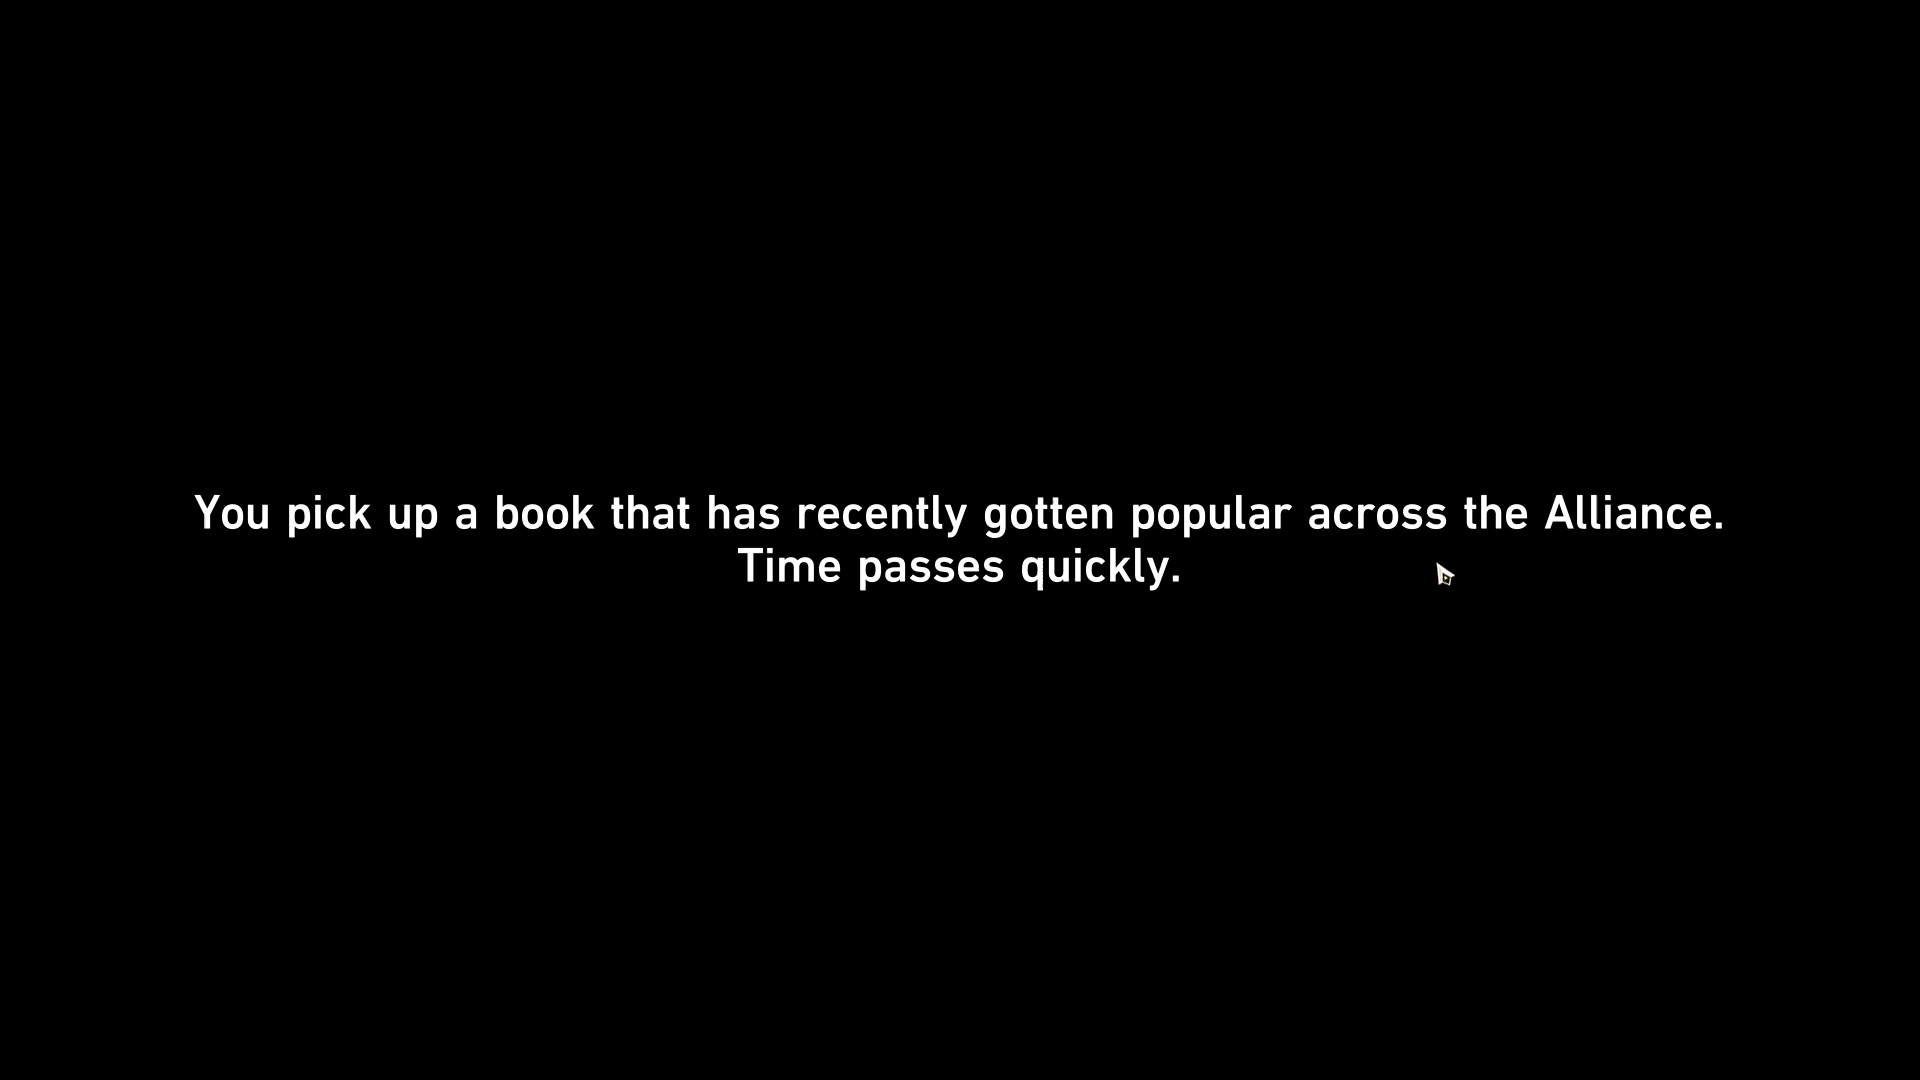 You pick up a book that has recently gotten popular across the Alliance.
Time passes quickly.